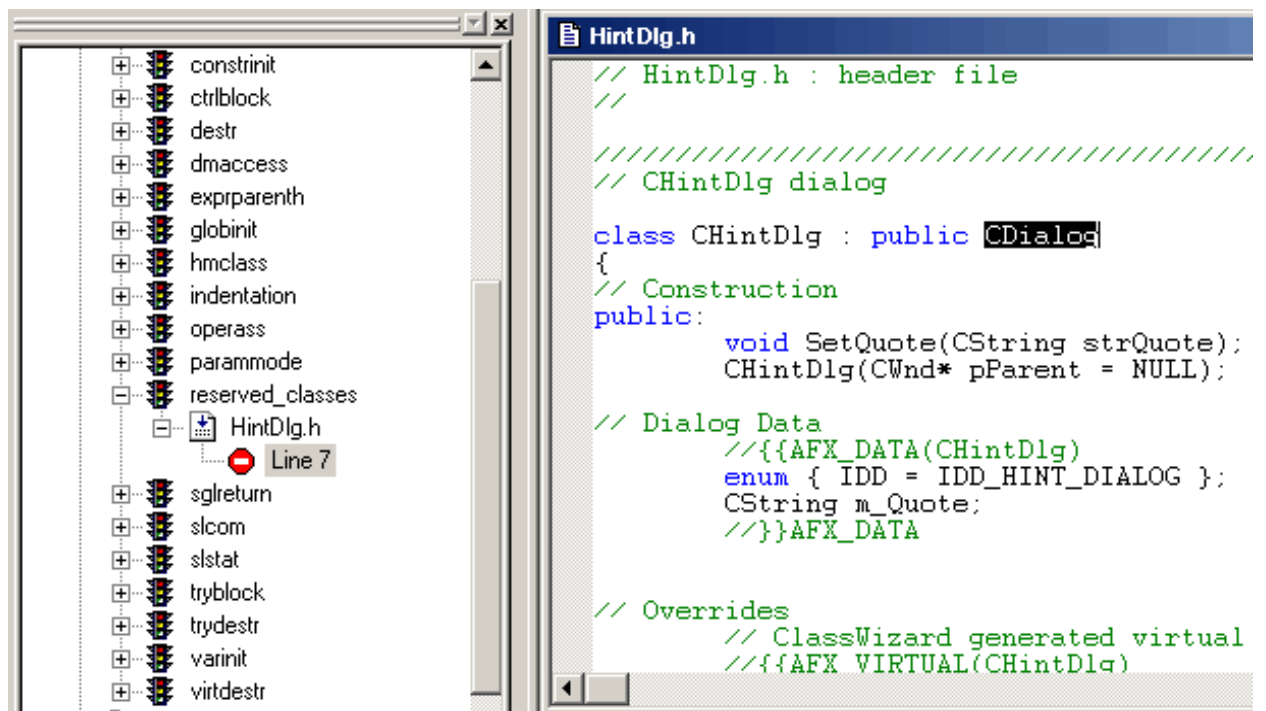 constrinit
ctrlblock
destr
dmaccess
exprparenth
globinit
hmclass
indentation
operass
parammode
reserved_classes
HintDlg.h
Line 7
sglreturn
slcom
slstat
tryblock
trydestr
varinit
virtdestr
HintDlg.h
// HintDlg.h : header file
//
/////////////////////////////////////////
// CHintDlg dialog
class CHintDlg : public CDialog
{
// Construction
public:
void SetQuote(CString strQuote);
CHintDlg(CWnd* pParent = NULL);
// Dialog Data
//{{AFX_DATA(CHintDlg)
enum { IDD = IDD_HINT_DIALOG };
CString m_Quote;
//}}AFX_DATA
// Overrides
// ClassWizard generated virtual
//{{AFX_VIRTUAL(CHintDlg)